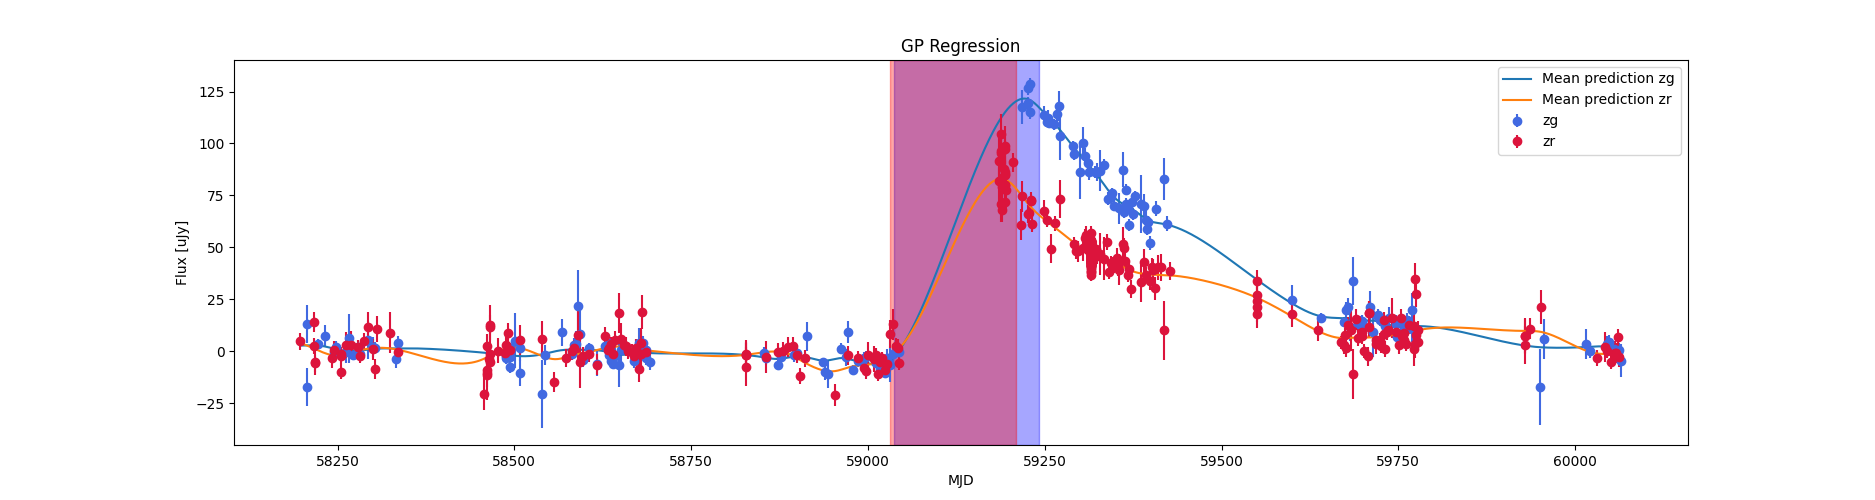 GP Regression
Flux [uJy]
125
100
75
50
25
0
−25
Mean prediction zg
Mean prediction zr
zg
zr
58250
58500
58750
59000
59250
59500
59750
60000
MJD